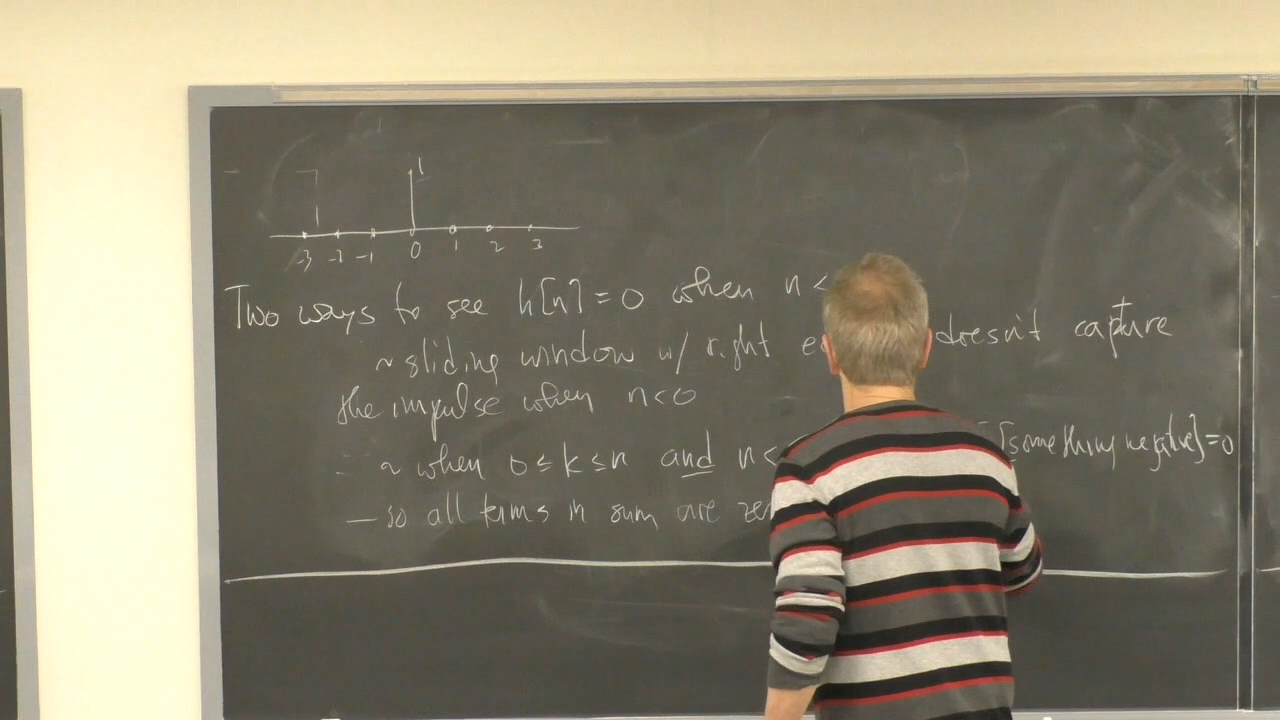 1
-3 -2 -1 0 1 2 3
Two ways to see h[n] = 0 when n <
~ sliding window w/ right doesn't capture
the impulse when n<0
~ when 0 ≤ k ≤ n and n < [something negative] = 0
— so all terms in sum are